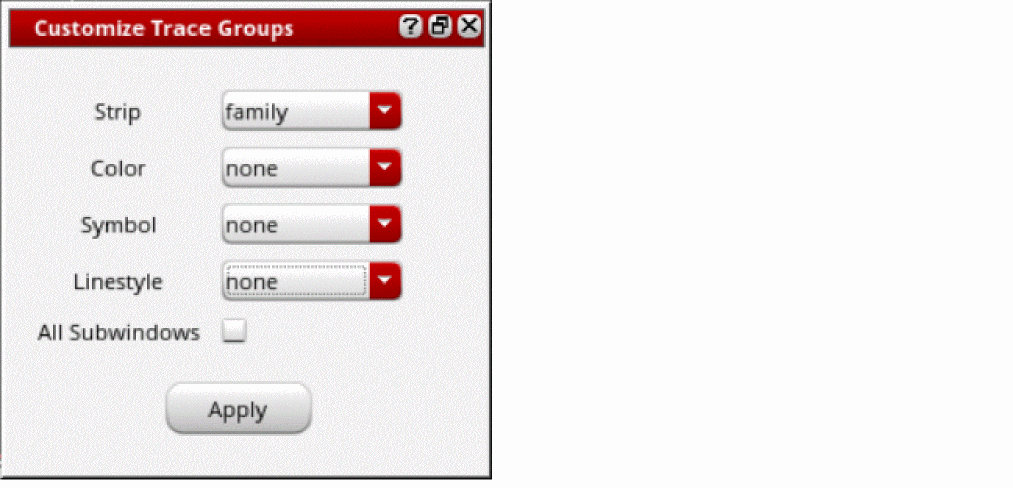 Customize Trace Groups
Strip family
Color none
Symbol none
Linestyle none
All Subwindows
Apply